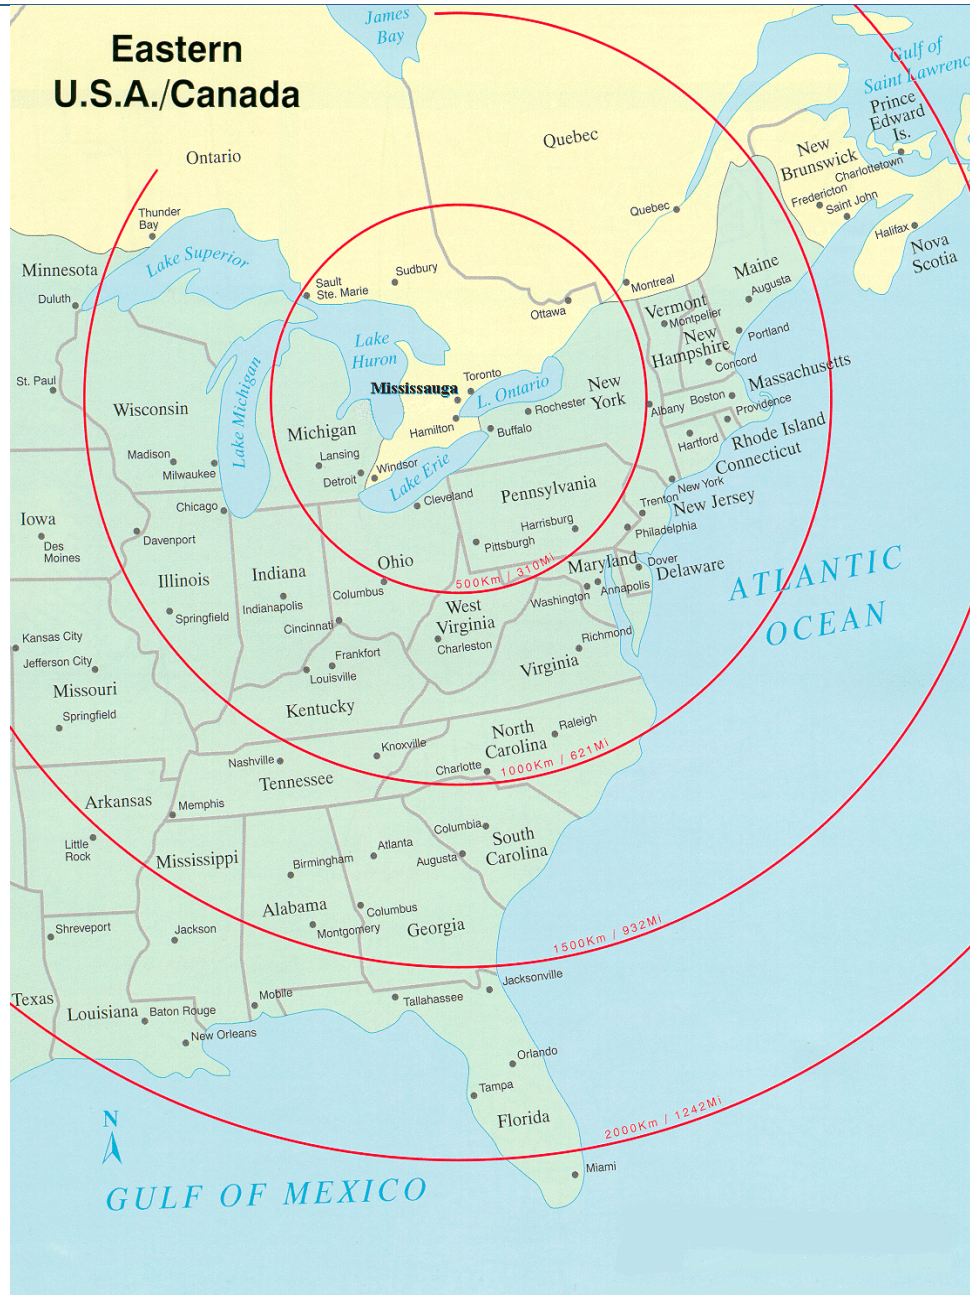 James
Bay
Eastern
U.S.A./Canada
Gulf of
Saint Lawrenc
Prince
Edward
Is.
Quebec
New
Brunswick
Charlottetown
Ontario
Fredericton
Saint John
Quebec
Halifax
Nova
Scotia
Thunder
Bay
Lake Superior
Minnesota
Duluth
Sault
Ste. Marie
Sudbury
Maine
Augusta
Montreal
Ottawa
Vermont
Montpelier
New
Hampshire
Portland
Concord
Lake
Huron
St. Paul
Wisconsin
Lake Michigan
Mississauga
Toronto
L. Ontario
New
York
Massachusetts
Boston
Providence
Albany
Rochester
Buffalo
Hamilton
Michigan
Lansing
Detroit
Windsor
Lake Erie
Hartford
Rhode Island
Connecticut
Madison
Milwaukee
Chicago
Cleveland
Pennsylvania
New York
Trenton
New Jersey
Iowa
Des
Moines
Davenport
Harrisburg
Pittsburgh
Philadelphia
Illinois
Indiana
Ohio
500Km / 310Mi
Maryland
Dover
Delaware
ATLANTIC
OCEAN
Springfield
Indianapolis
Columbus
Cincinnati
West
Virginia
Charleston
Washington
Annapolis
Richmond
Virginia
Kansas City
Jefferson City
Missouri
Springfield
Frankfort
Louisville
Kentucky
Nashville
Knoxville
Tennessee
North
Carolina
Raleigh
Charlotte
1000Km / 621Mi
Arkansas
Memphis
Little
Rock
Mississippi
Birmingham
Atlanta
Columbia
Augusta
South
Carolina
Alabama
Columbus
Montgomery
Georgia
Shreveport
Jackson
1500Km / 932Mi
Texas
Louisiana
Baton Rouge
New Orleans
Mobile
Tallahassee
Jacksonville
Orlando
Tampa
Florida
2000Km / 1242Mi
Miami
N
GULF OF MEXICO